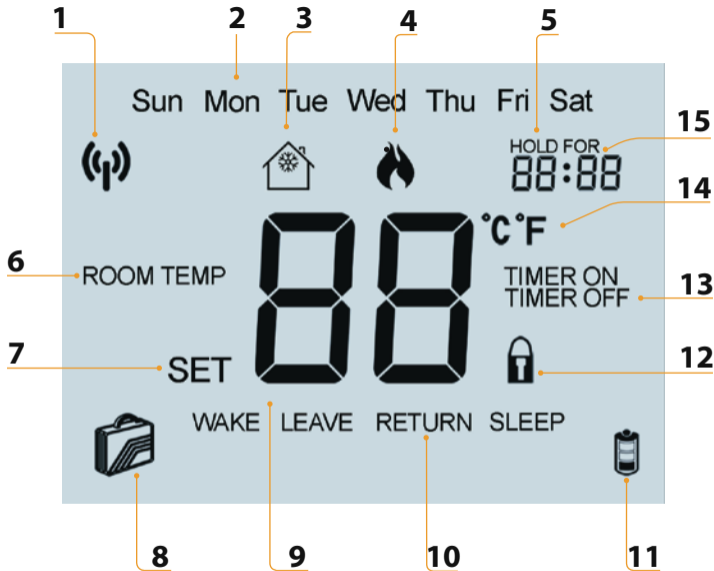 1 2 3 4 5
Sun Mon Tue Wed Thu Fri Sat
15
HOLD FOR
88:88
14
°C °F
6
ROOM TEMP
88
TIMER ON
13
TIMER OFF
7
SET
12
WAKE LEAVE RETURN SLEEP
8 9 10 11